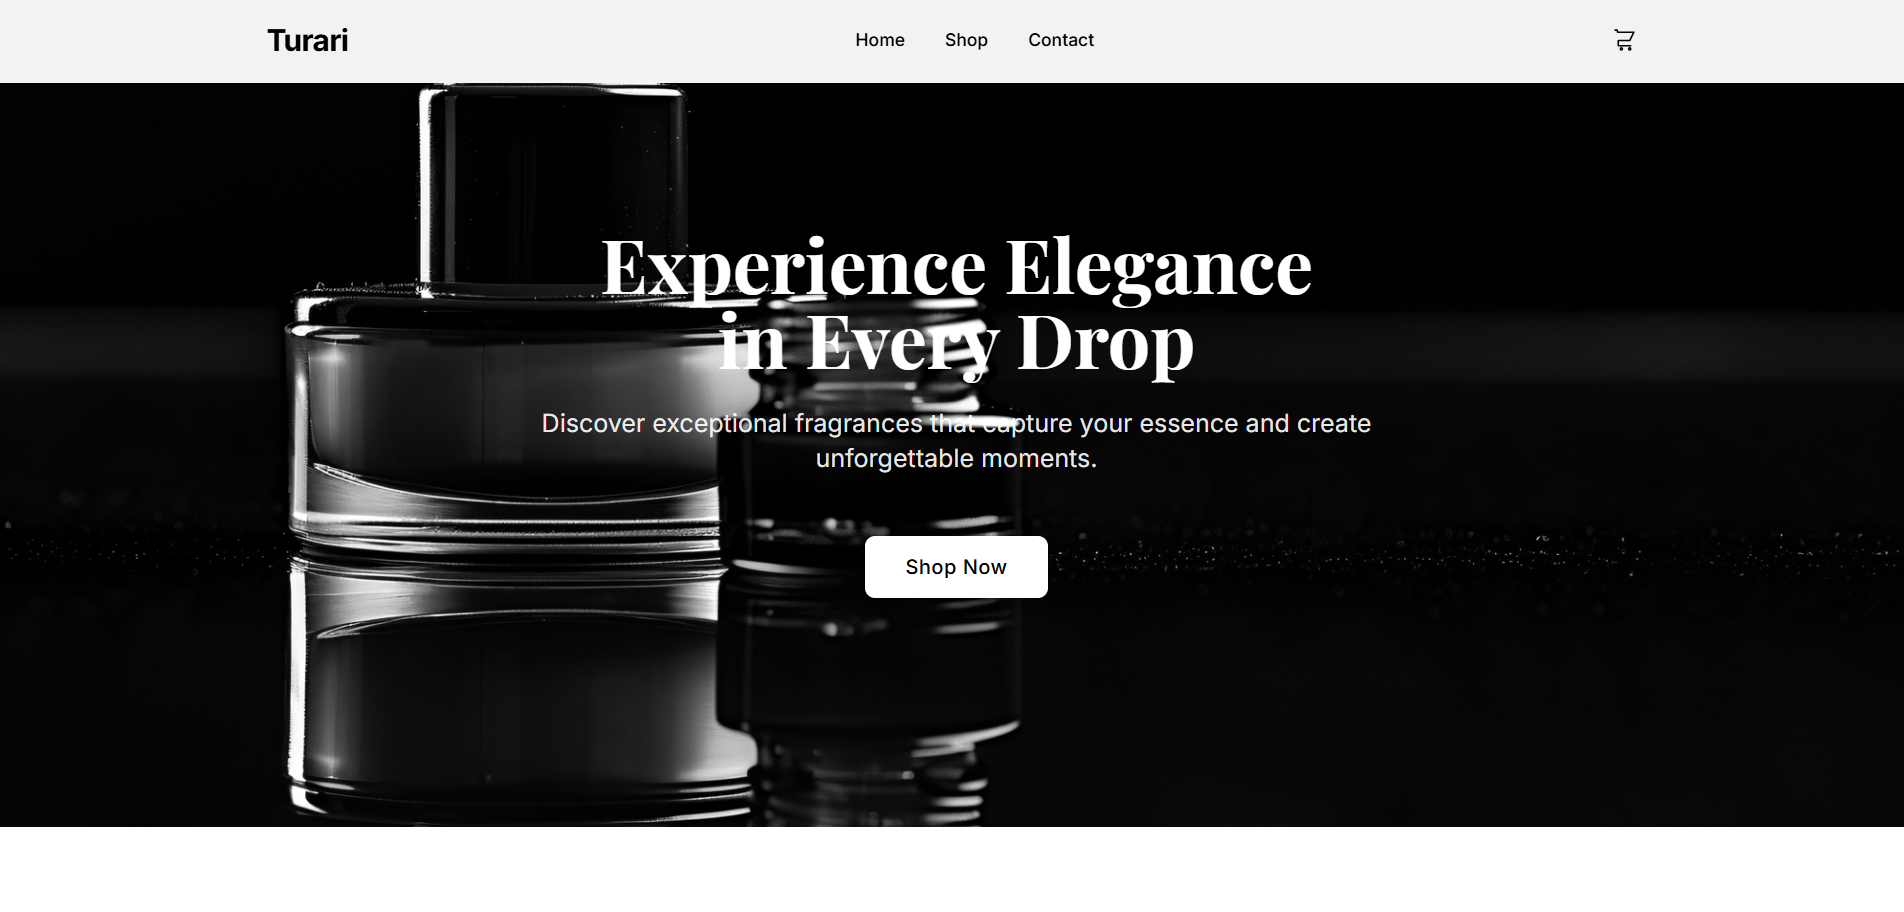 Turari
Home Shop Contact
Experience Elegance
in Every Drop
Discover exceptional fragrances that capture your essence and create
unforgettable moments.
Shop Now